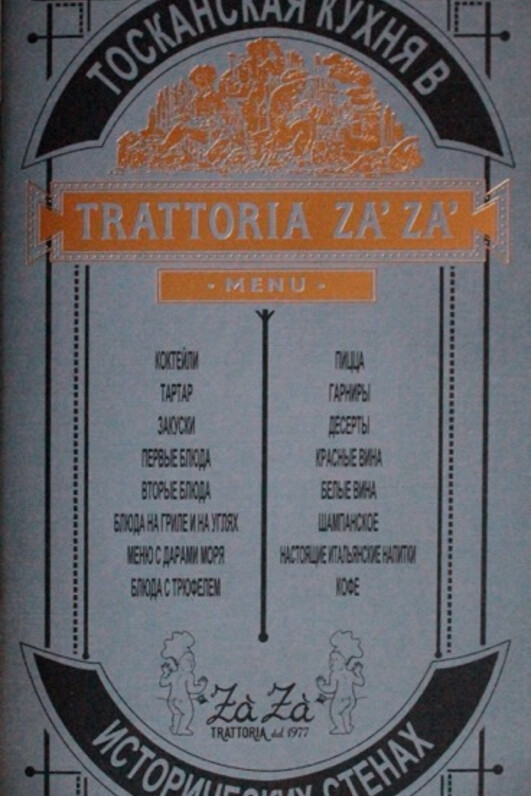 ТОСКАНСКАЯ КУХНЯ В
TRATTORIA ZA' ZA'
- MENU -
КОКТЕЙЛИ
ТАРТАР
ЗАКУСКИ
ПЕРВЫЕ БЛЮДА
ВТОРЫЕ БЛЮДА
БЛЮДА НА ГРИЛЕ И НА УГЛЯХ
МЕНЮ С ДАРАМИ МОРЯ
БЛЮДА С ТРЮФЕЛЕМ
ПИЦЦА
ГАРНИРЫ
ДЕСЕРТЫ
КРАСНЫЕ ВИНА
БЕЛЫЕ ВИНА
ШАМПАНСКОЕ
НАСТОЯЩИЕ ИТАЛЬЯНСКИЕ НАПИТКИ
КОФЕ
Zà Zà
TRATTORIA dal 1977
ИСТОРИЧЕСКИХ СТЕНАХ